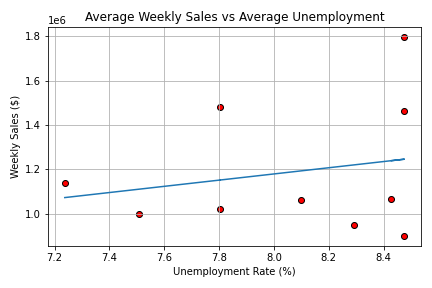 Average Weekly Sales vs Average Unemployment
1e6
1.8
1.6
1.4
1.2
1.0
Weekly Sales ($)
7.2 7.4 7.6 7.8 8.0 8.2 8.4
Unemployment Rate (%)